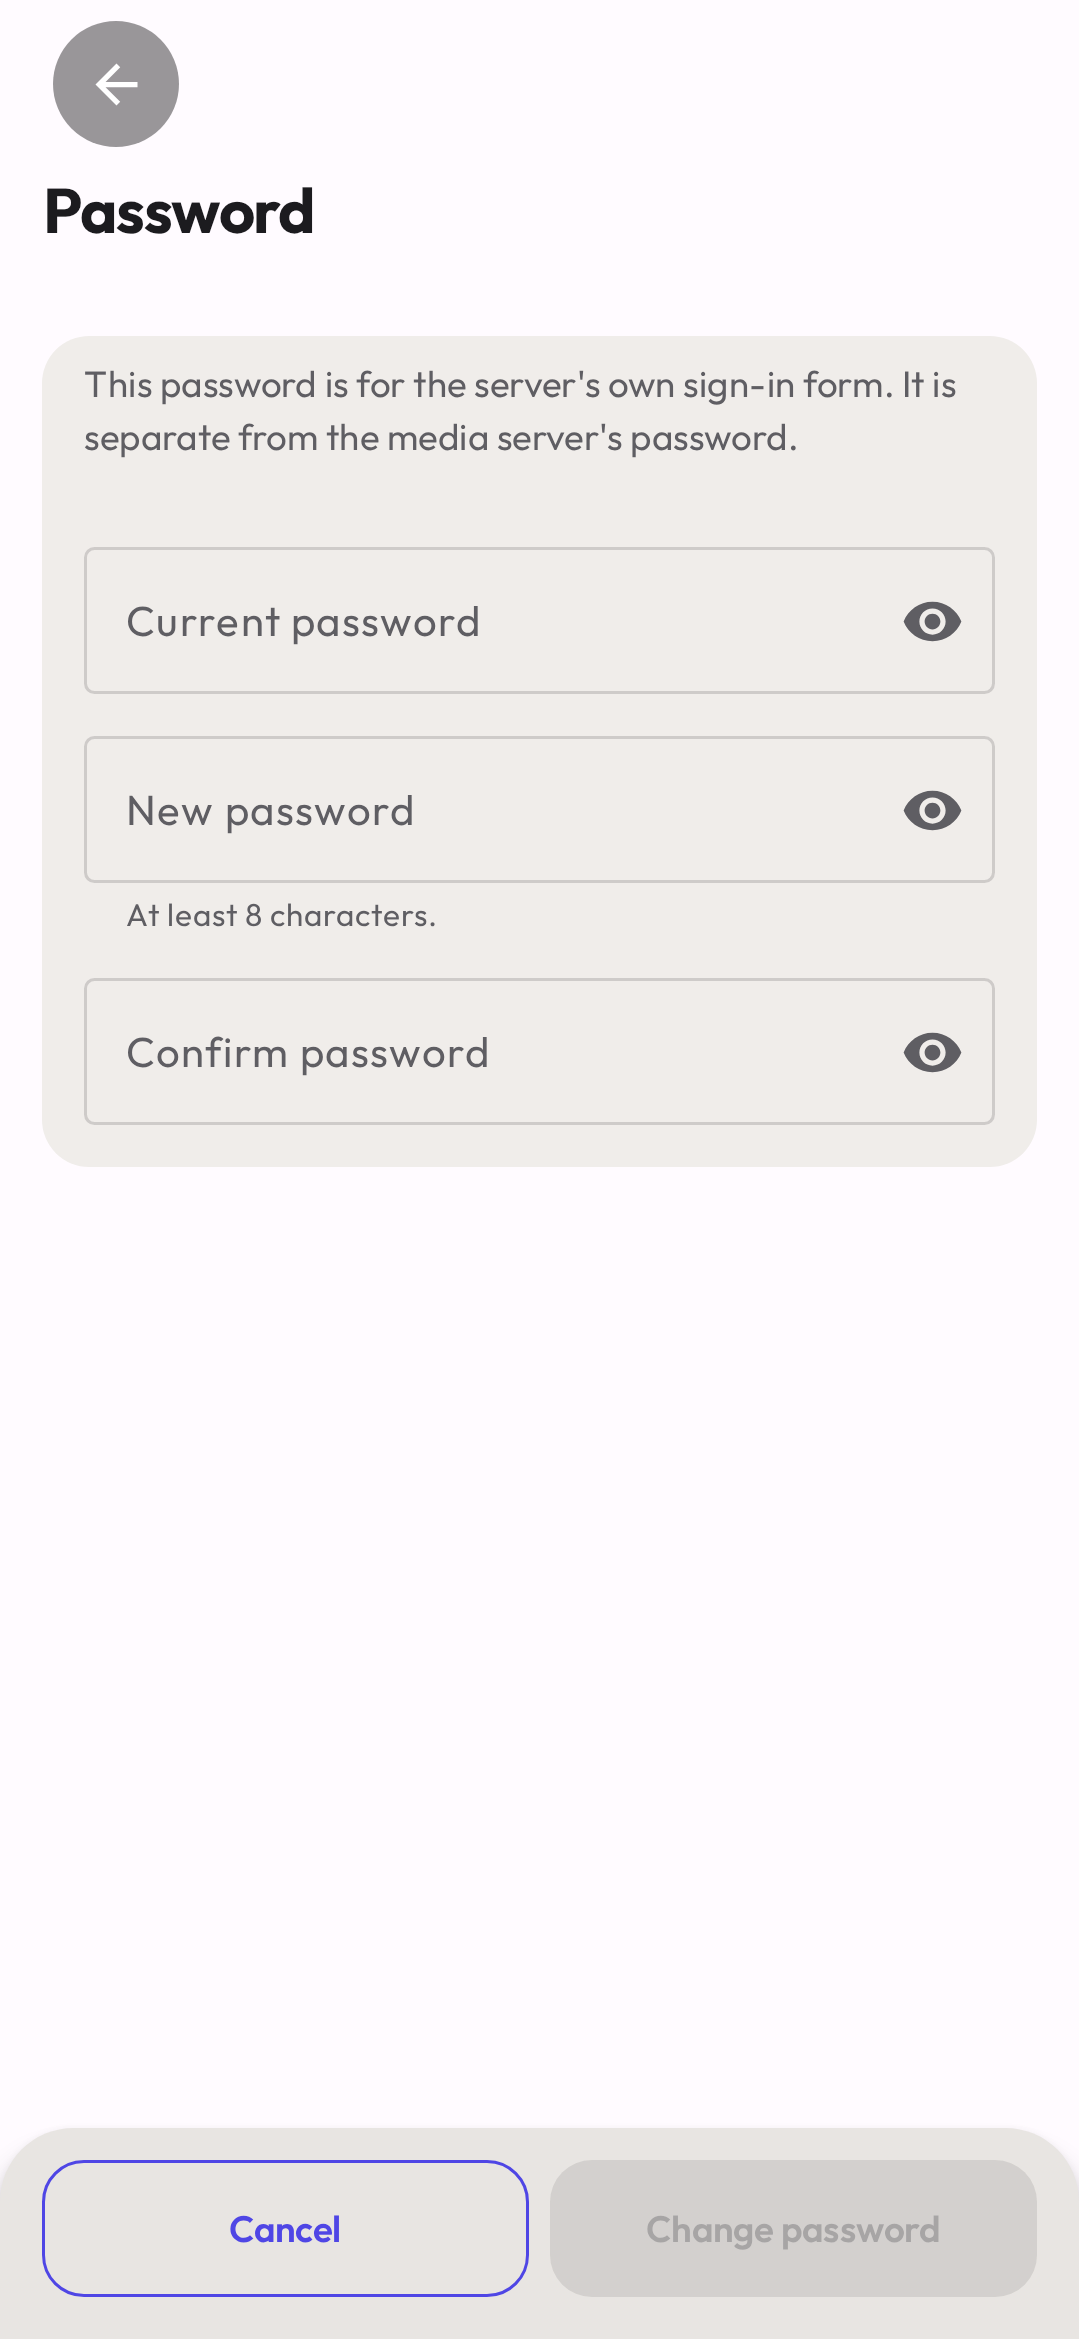 Password
This password is for the server's own sign-in form. It is
separate from the media server's password.
Current password
New password
At least 8 characters.
Confirm password
Cancel
Change password